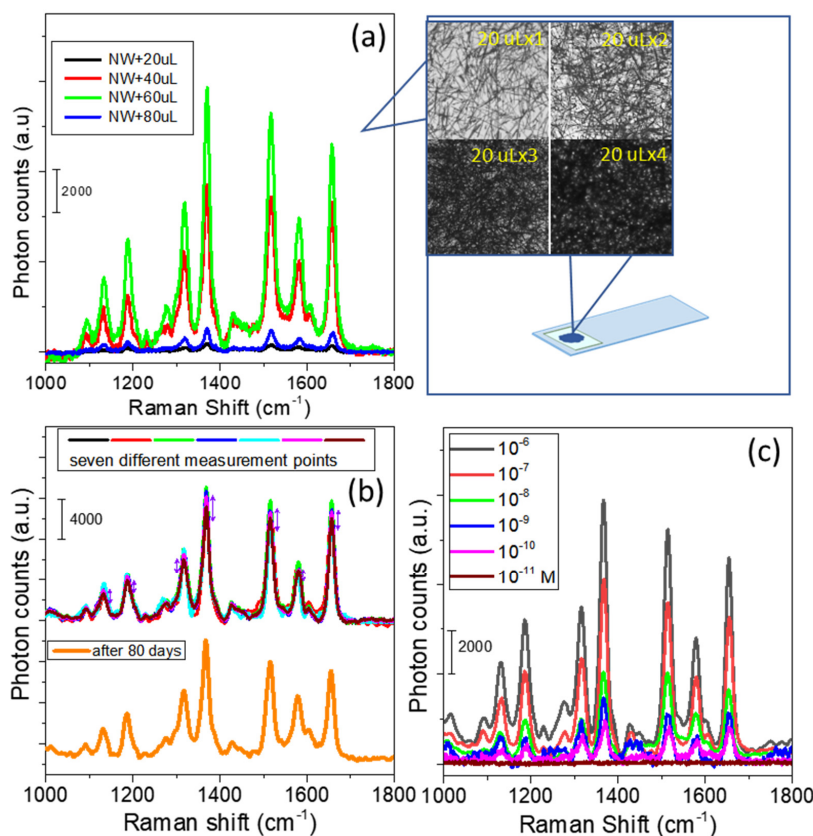 (a)
NW+20uL
NW+40uL
NW+60uL
NW+80uL
2000
Photon counts (a.u)
1000 1200 1400 1600 1800
Raman Shift (cm⁻¹)
20 uLx1
20 uLx2
20 uLx3
20 uLx4
(b)
seven different measurement points
4000
after 80 days
Photon counts (a.u.)
1000 1200 1400 1600 1800
Raman shift (cm⁻¹)
(c)
10⁻⁶
10⁻⁷
10⁻⁸
10⁻⁹
10⁻¹⁰
10⁻¹¹ M
2000
Photon counts (a.u.)
1000 1200 1400 1600 1800
Raman Shift (cm⁻¹)